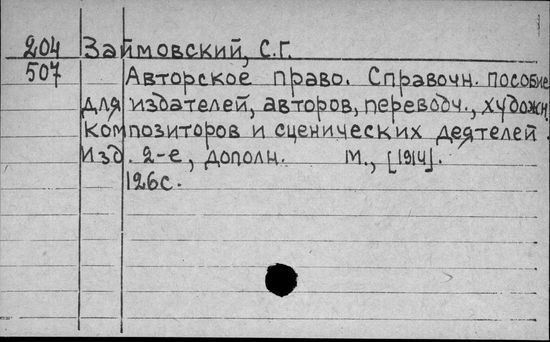 204 Займовский, С.Г.
507 Авторское право. Справочн. пособие
для издателей, авторов, переводч., художн
композиторов и сценических деятелей.
Изд. 2-е, дополн. М., [1914].
126с.